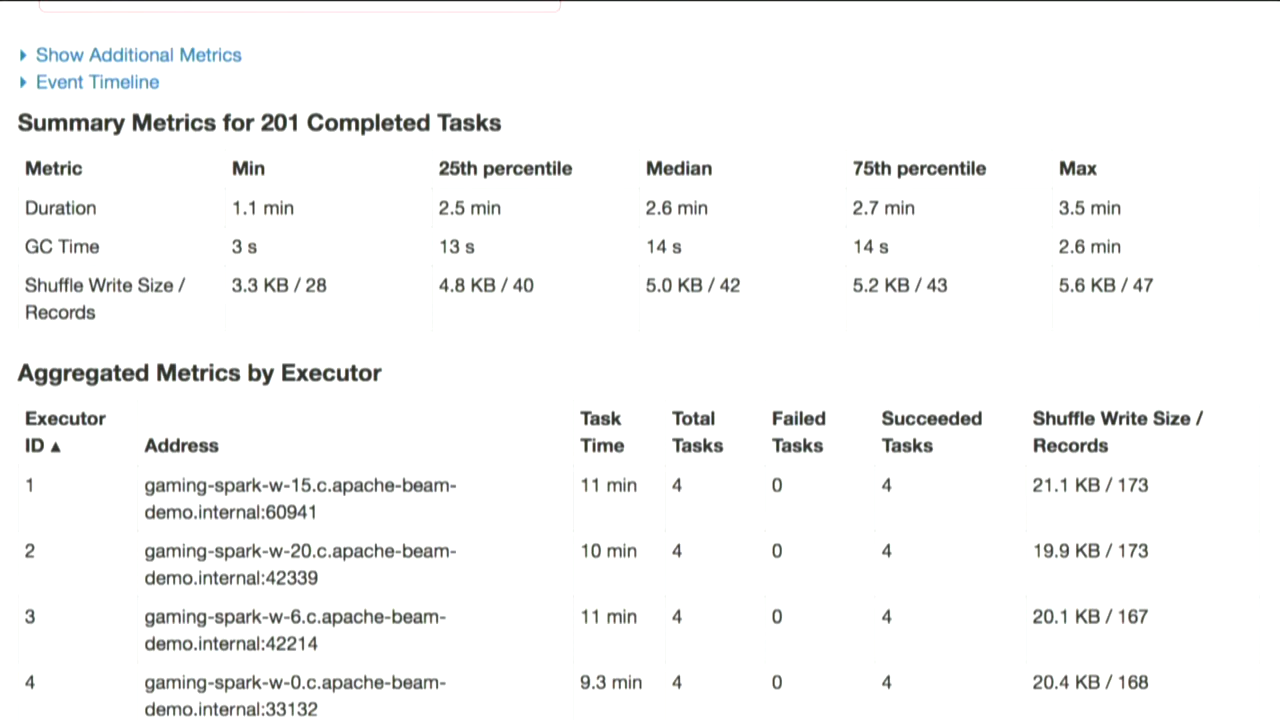 Show Additional Metrics
Event Timeline
Summary Metrics for 201 Completed Tasks
Metric Min 25th percentile Median 75th percentile Max
Duration 1.1 min 2.5 min 2.6 min 2.7 min 3.5 min
GC Time 3 s 13 s 14 s 14 s 2.6 min
Shuffle Write Size / 3.3 KB / 28 4.8 KB / 40 5.0 KB / 42 5.2 KB / 43 5.6 KB / 47
Records
Aggregated Metrics by Executor
Executor Task Total Failed Succeeded Shuffle Write Size /
ID ▲ Address Time Tasks Tasks Tasks Records
1 gaming-spark-w-15.c.apache-beam- 11 min 4 0 4 21.1 KB / 173
demo.internal:60941
2 gaming-spark-w-20.c.apache-beam- 10 min 4 0 4 19.9 KB / 173
demo.internal:42339
3 gaming-spark-w-6.c.apache-beam- 11 min 4 0 4 20.1 KB / 167
demo.internal:42214
4 gaming-spark-w-0.c.apache-beam- 9.3 min 4 0 4 20.4 KB / 168
demo.internal:33132